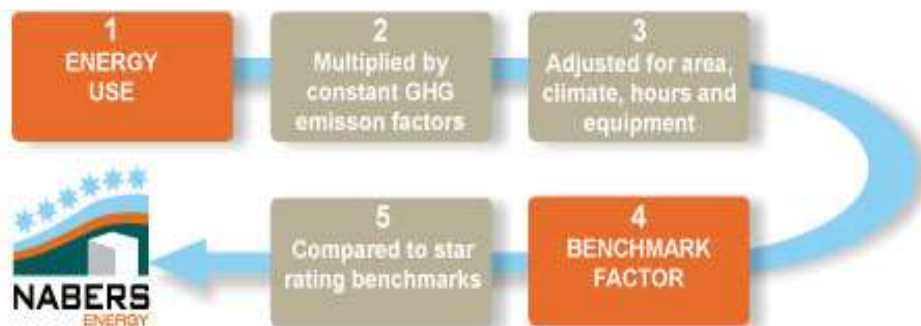 1
ENERGY
USE
2
Multiplied by
constant GHG
emisson factors
3
Adjusted for area,
climate, hours and
equipment
4
BENCHMARK
FACTOR
5
Compared to star
rating benchmarks
NABERS
ENERGY